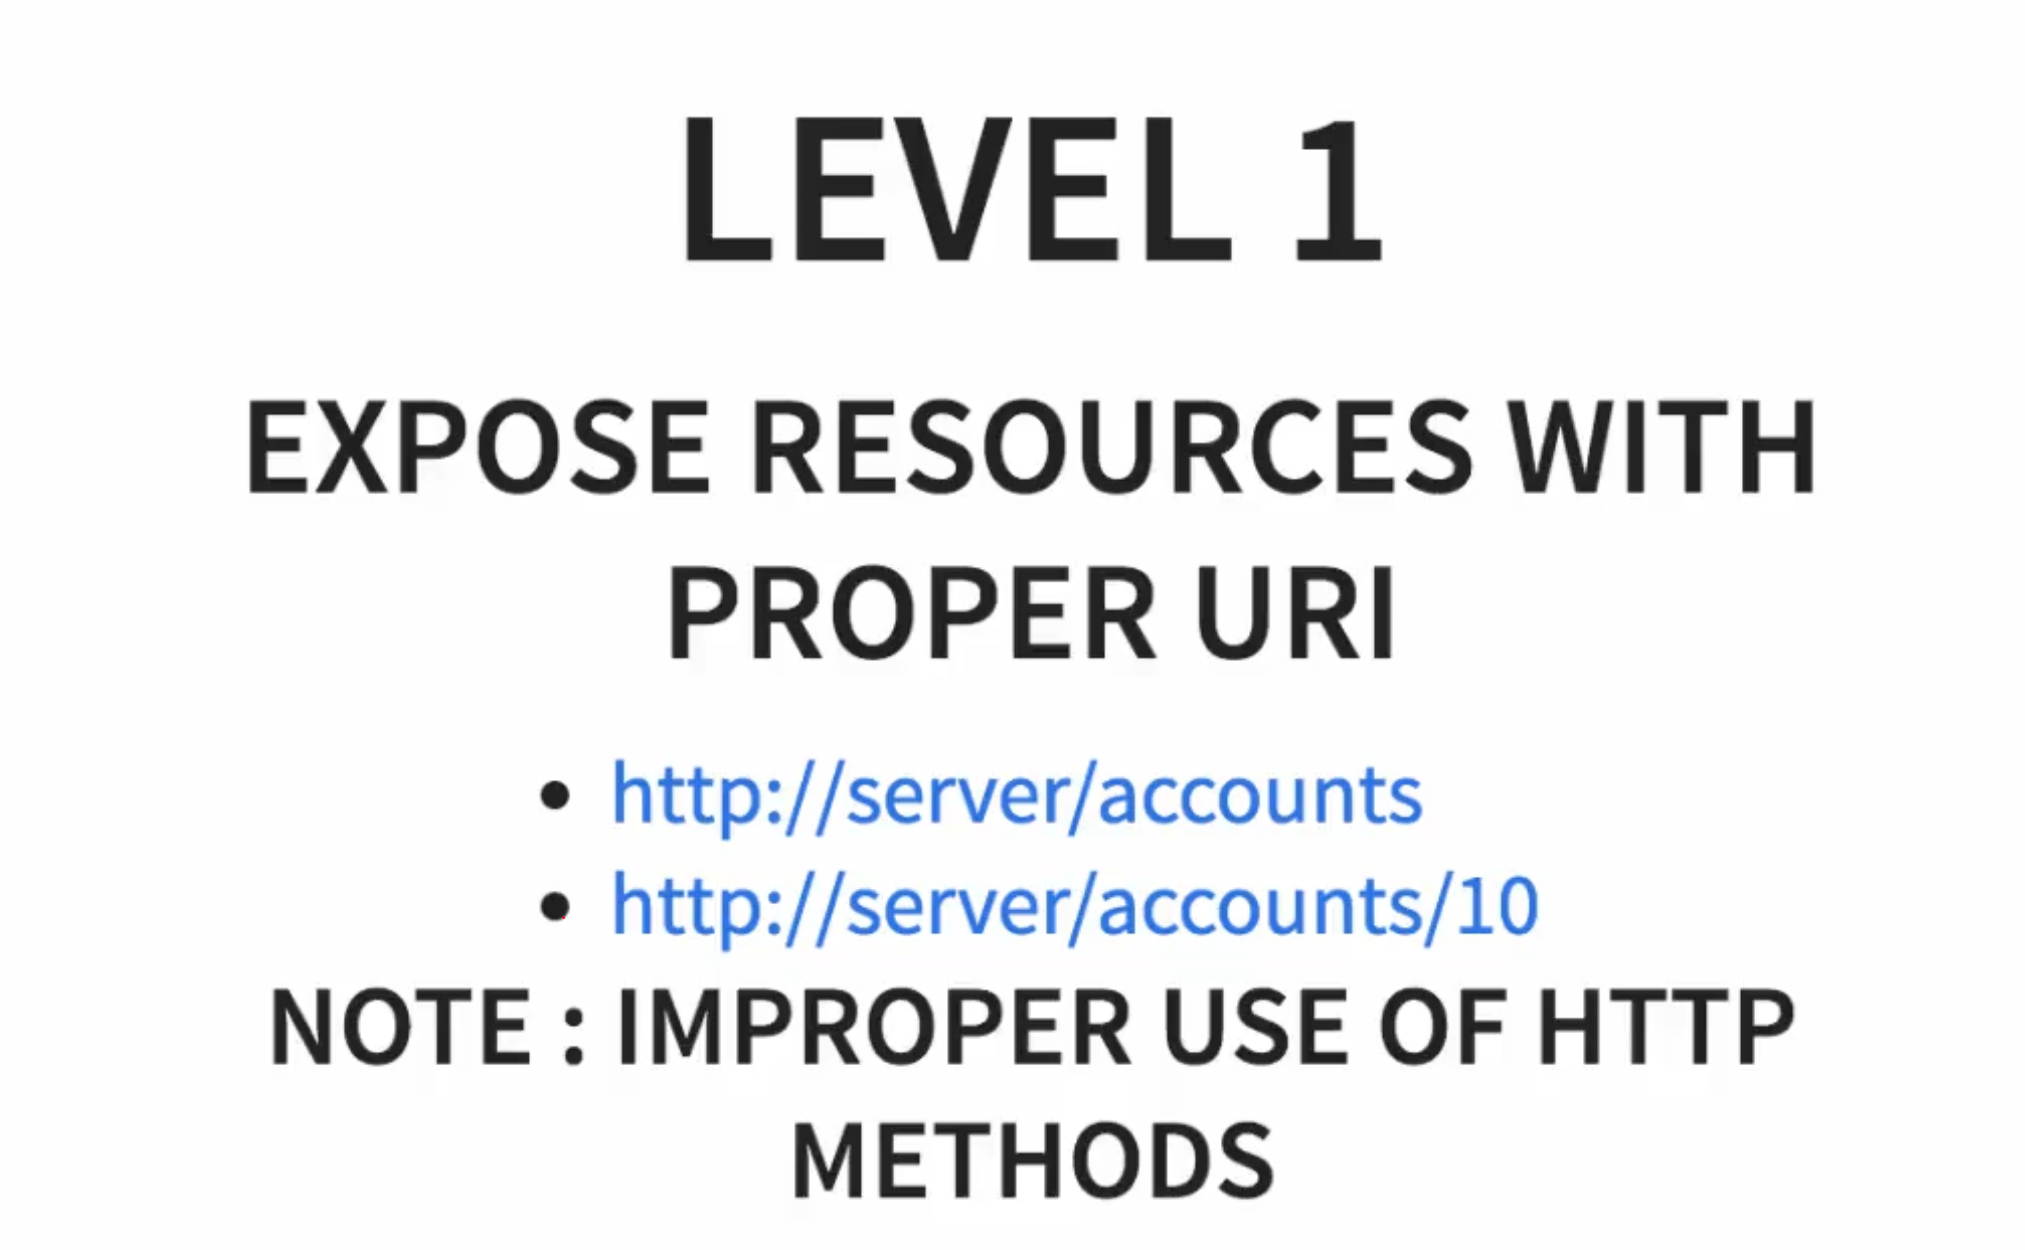 LEVEL 1
EXPOSE RESOURCES WITH
PROPER URI
• http://server/accounts
• http://server/accounts/10
NOTE : IMPROPER USE OF HTTP
METHODS